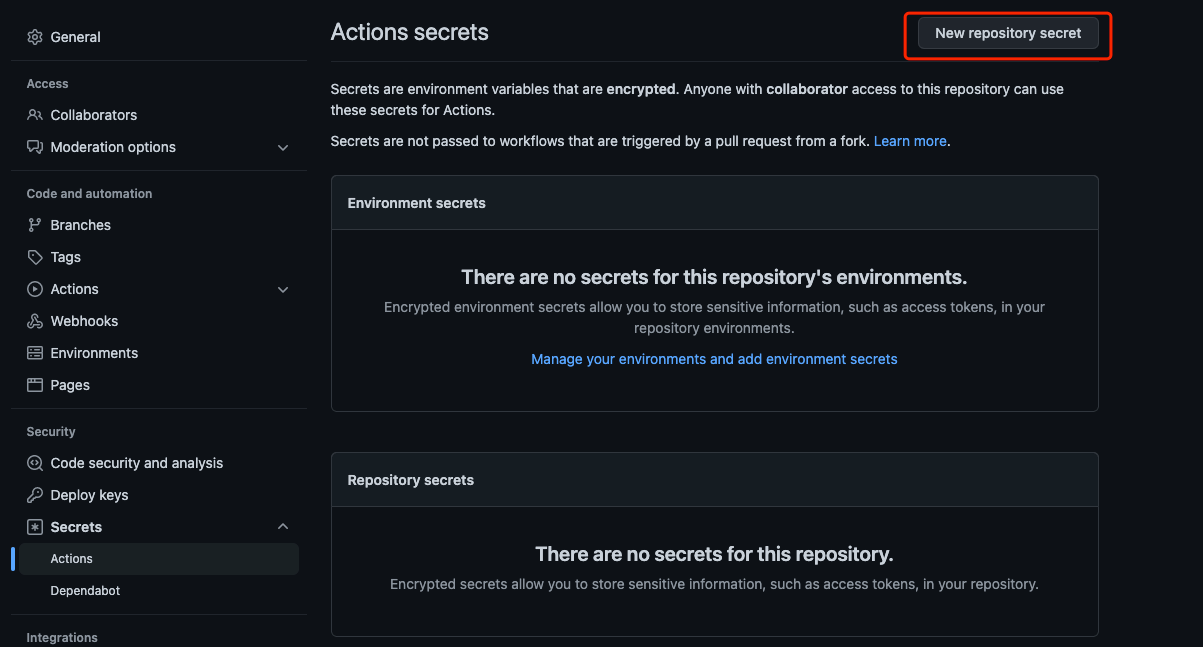 General
Access
Collaborators
Moderation options
Code and automation
Branches
Tags
Actions
Webhooks
Environments
Pages
Security
Code security and analysis
Deploy keys
Secrets
Actions
Dependabot
Integrations
Actions secrets
New repository secret
Secrets are environment variables that are encrypted. Anyone with collaborator access to this repository can use
these secrets for Actions.
Secrets are not passed to workflows that are triggered by a pull request from a fork. Learn more.
Environment secrets
There are no secrets for this repository's environments.
Encrypted environment secrets allow you to store sensitive information, such as access tokens, in your
repository environments.
Manage your environments and add environment secrets
Repository secrets
There are no secrets for this repository.
Encrypted secrets allow you to store sensitive information, such as access tokens, in your repository.